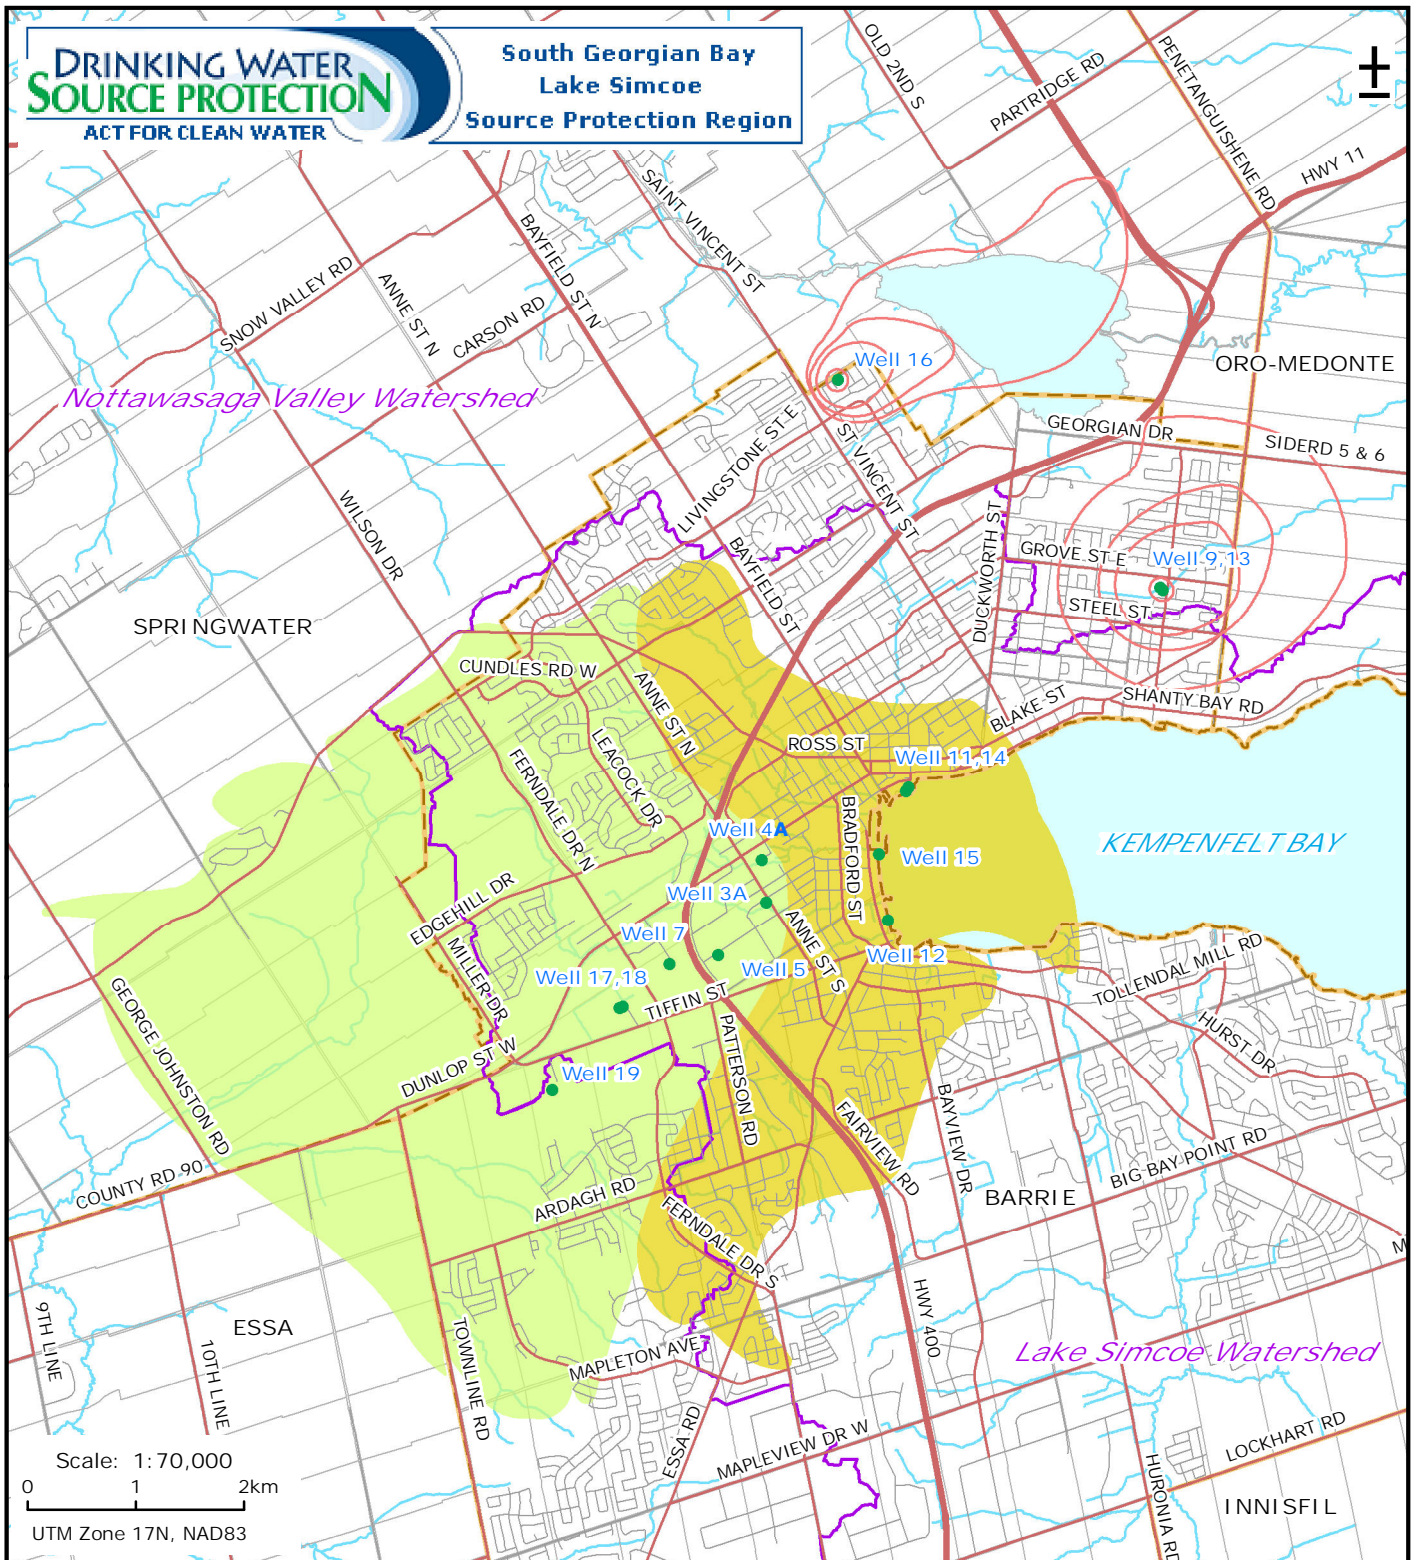 DRINKING WATER
SOURCE PROTECTION
ACT FOR CLEAN WATER
South Georgian Bay
Lake Simcoe
Source Protection Region
±
OLD 2ND S
PARTRIDGE RD
PENETANGUISHENE RD
HWY 11
SAINT VINCENT ST
BAYFIELD ST N
SNOW VALLEY RD
ANNE ST N
CARSON RD
Well 16
ORO-MEDONTE
Nottawasaga Valley Watershed
LIVINGSTONE ST E
ST VINCENT ST
GEORGIAN DR
SIDERD 5 & 6
WILSON DR
BAYFIELD ST
DUCKWORTH ST
GROVE ST E
Well 9,13
STEEL ST
SPRINGWATER
CUNDLES RD W
ANNE ST N
BLAKE ST
SHANTY BAY RD
LEACOCK DR
ROSS ST
FERNDALE DR N
Well 11,14
BRADFORD ST
Well 4A
Well 15
KEMPENFELT BAY
Well 3A
EDGEHILL DR
ANNE ST S
MILLER DR
Well 7
Well 12
Well 5
TOLLENDAL MILL RD
Well 17,18
TIFFIN ST
GEORGE JOHNSTON RD
PATTERSON RD
HURST DR
DUNLOP ST W
Well 19
FAIRVIEW RD
BAYVIEW DR
BIG BAY POINT RD
COUNTY RD 90
ARDAGH RD
BARRIE
FERNDALE DR S
M
HWY 400
9TH LINE
ESSA
10TH LINE
TOWNLINE RD
MAPLETON AVE
Lake Simcoe Watershed
ESSA RD
MAPLEVIEW DR W
LOCKHART RD
HURONIA RD
INNISFIL
Scale: 1:70,000
0 1 2km
UTM Zone 17N, NAD83